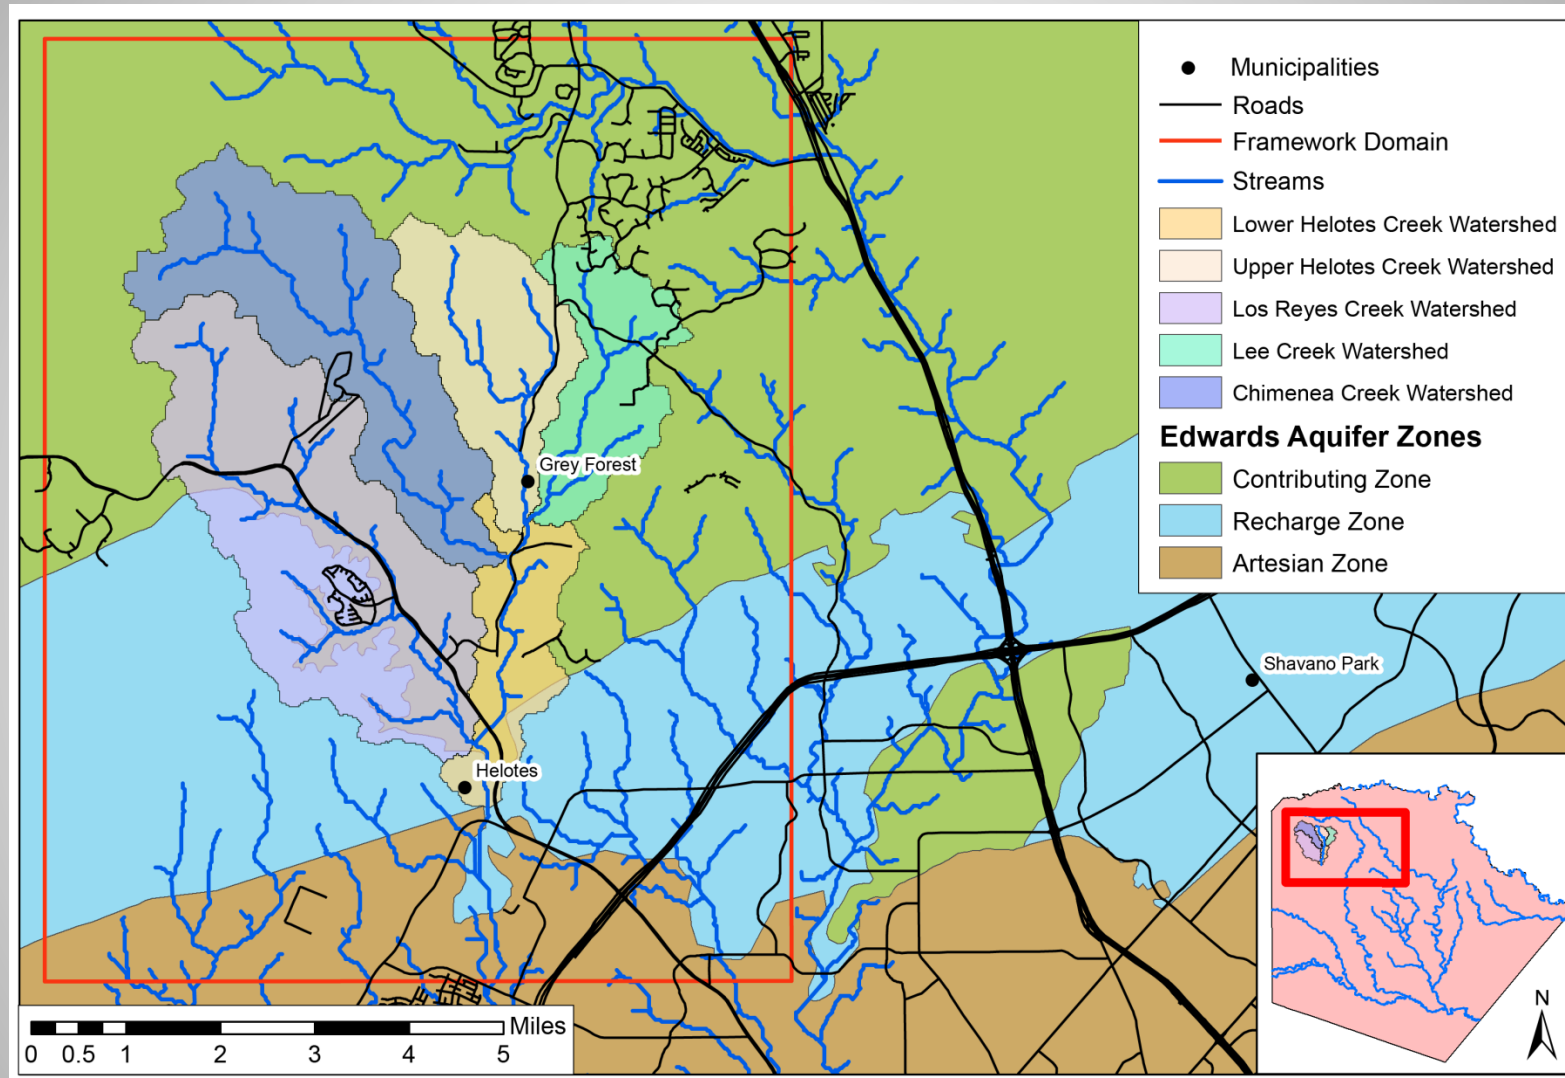 Municipalities
Roads
Framework Domain
Streams
Lower Helotes Creek Watershed
Upper Helotes Creek Watershed
Los Reyes Creek Watershed
Lee Creek Watershed
Chimenea Creek Watershed
Edwards Aquifer Zones
Contributing Zone
Recharge Zone
Artesian Zone
Grey Forest
Shavano Park
Helotes
N
Miles
0 0.5 1 2 3 4 5